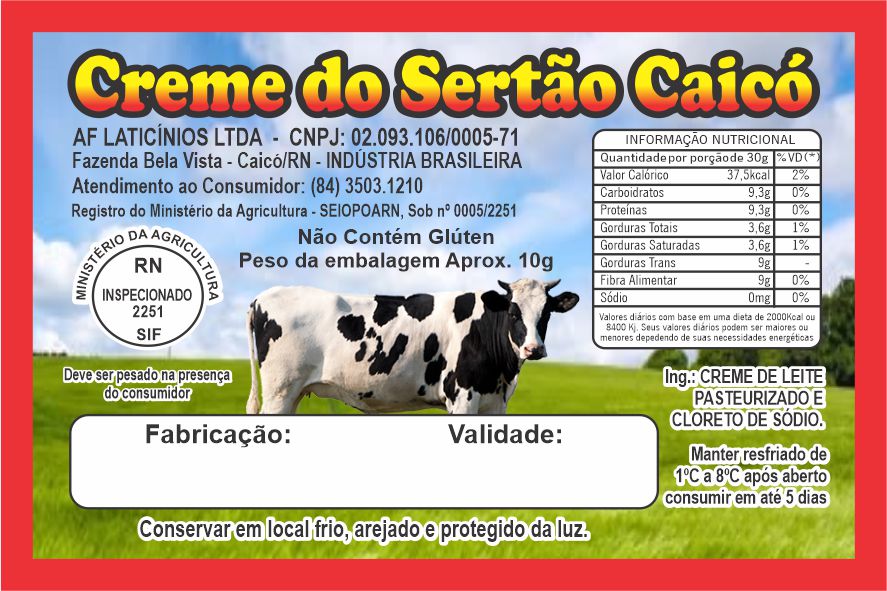 Creme do Sertão Caicó
AF LATICÍNIOS LTDA - CNPJ: 02.093.106/0005-71
Fazenda Bela Vista - Caicó/RN - INDÚSTRIA BRASILEIRA
Atendimento ao Consumidor: (84) 3503.1210
Registro do Ministério da Agricultura - SEIOPOARN, Sob nº 0005/2251
Não Contém Glúten
Peso da embalagem Aprox. 10g
MINISTÉRIO DA AGRICULTURA
RN
INSPECIONADO
2251
SIF
Deve ser pesado na presença
do consumidor
INFORMAÇÃO NUTRICIONAL
Quantidade por porção de 30g %VD(*)
Valor Calórico 37,5kcal 2%
Carboidratos 9,3g 0%
Proteínas 9,3g 0%
Gorduras Totais 3,6g 1%
Gorduras Saturadas 3,6g 1%
Gorduras Trans 9g -
Fibra Alimentar 9g 0%
Sódio 0mg 0%
Valores diários com base em uma dieta de 2000Kcal ou
8400 Kj. Seus valores diários podem ser maiores ou
menores depedendo de suas necessidades energéticas
Ing.: CREME DE LEITE
PASTEURIZADO E
CLORETO DE SÓDIO.
Manter resfriado de
1ºC a 8ºC após aberto
consumir em até 5 dias
Fabricação: Validade:
Conservar em local frio, arejado e protegido da luz.